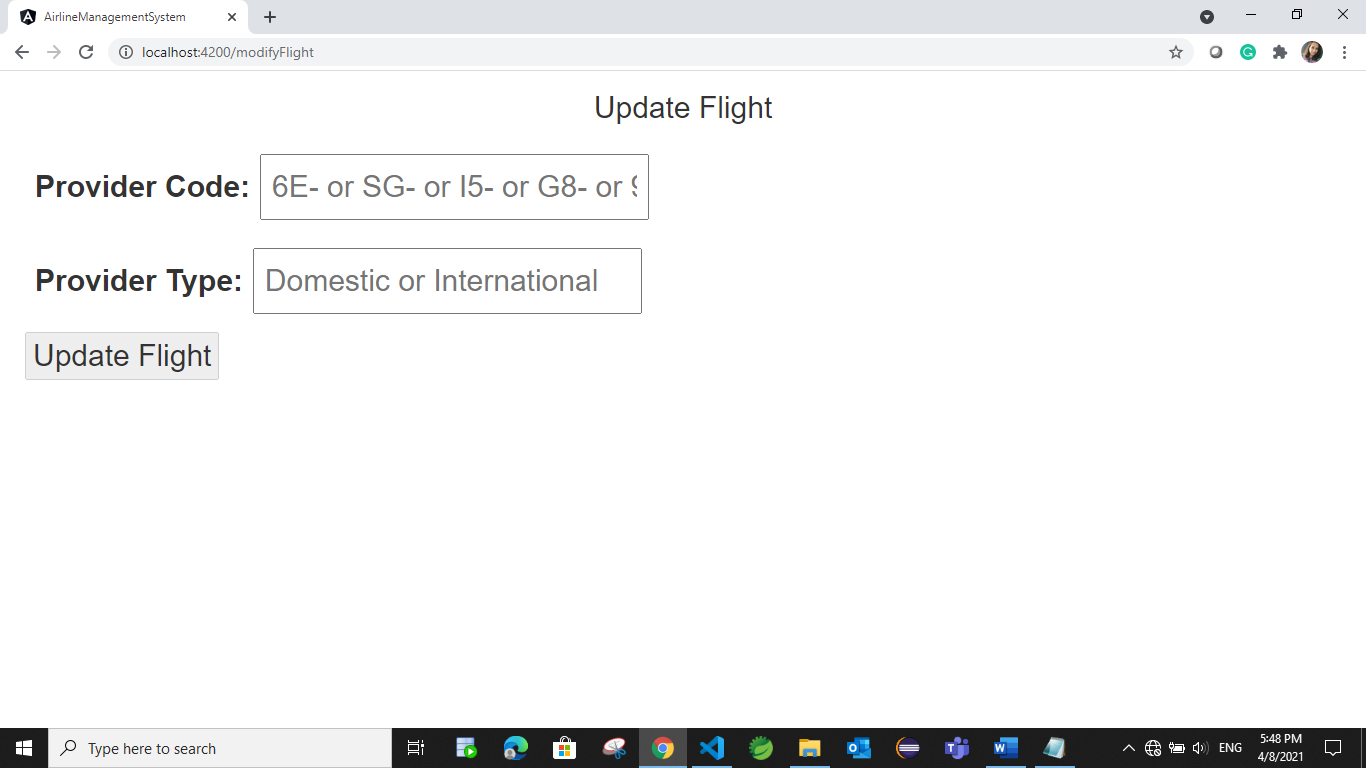 AirlineManagementSystem
localhost:4200/modifyFlight
Update Flight
Provider Code: 6E- or SG- or I5- or G8- or 9
Provider Type: Domestic or International
Update Flight
Type here to search
ENG
5:48 PM
4/8/2021